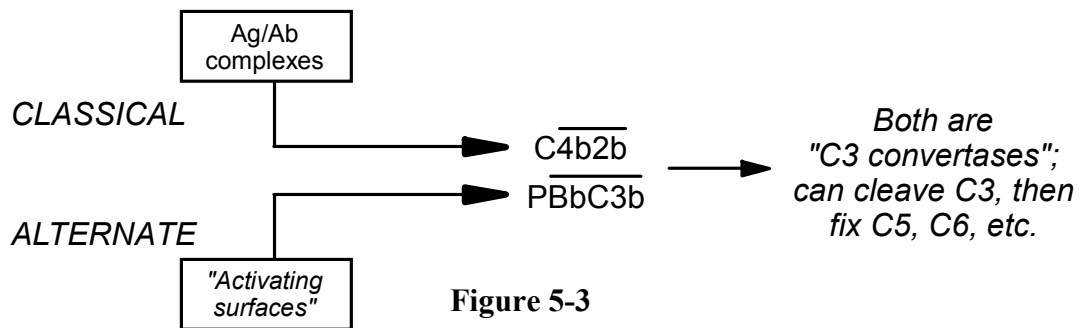 Ag/Ab
complexes
CLASSICAL
C4b2b
PBbC3b
Both are
"C3 convertases";
can cleave C3, then
fix C5, C6, etc.
ALTERNATE
"Activating
surfaces"
Figure 5-3